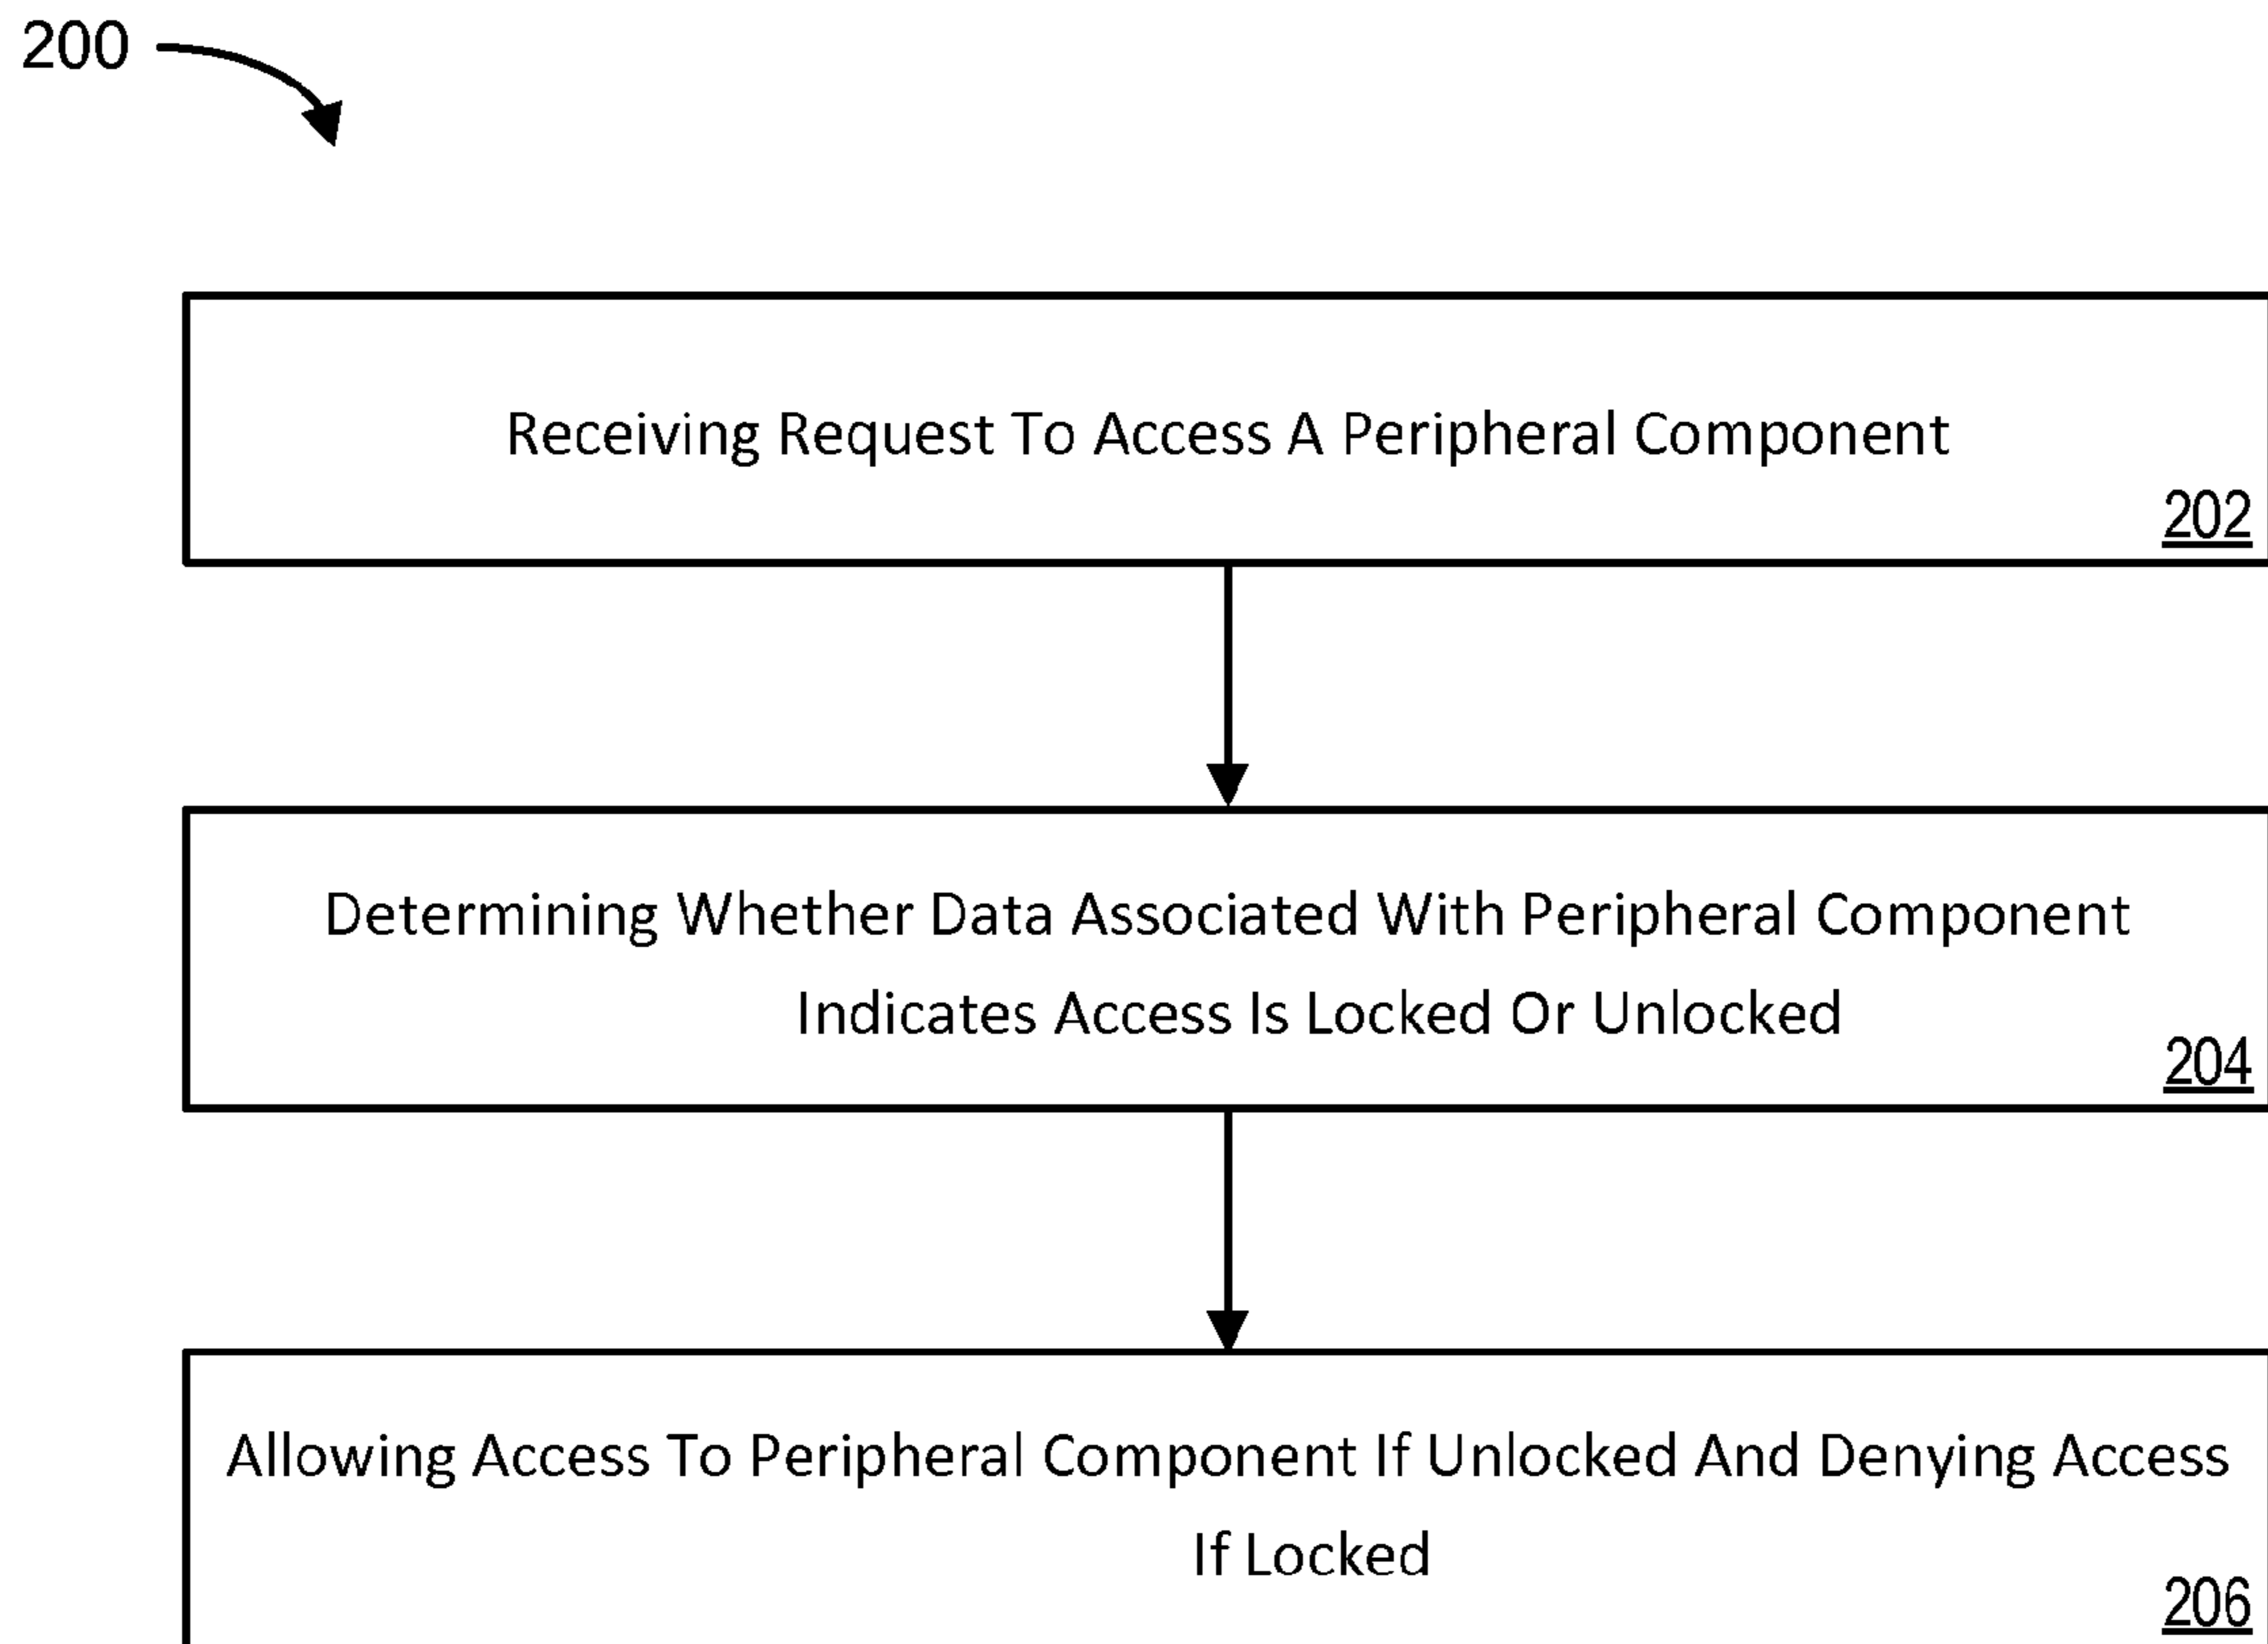 200
Receiving Request To Access A Peripheral Component
202
Determining Whether Data Associated With Peripheral Component
Indicates Access Is Locked Or Unlocked
204
Allowing Access To Peripheral Component If Unlocked And Denying Access
If Locked
206